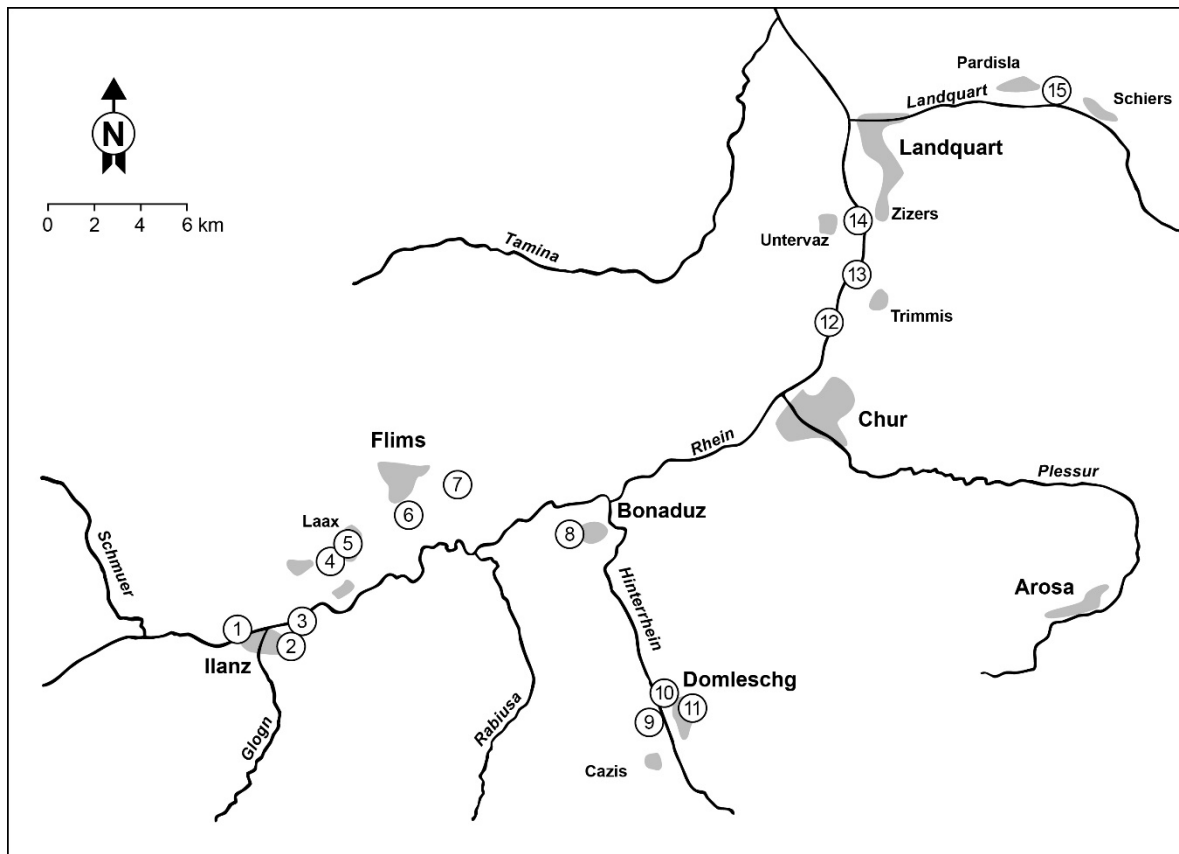 Pardisla
15
Schiers
Landquart
N
Landquart
0 2 4 6 km
14
Zizers
Untervaz
Tamina
13
Trimmis
12
Chur
Rhein
Flims
7
Plessur
6
Bonaduz
Laax
5
8
4
Schmuer
Hinterrhein
Arosa
3
1
2
Ilanz
Domleschg
10
11
Rabiusa
9
Glogn
Cazis